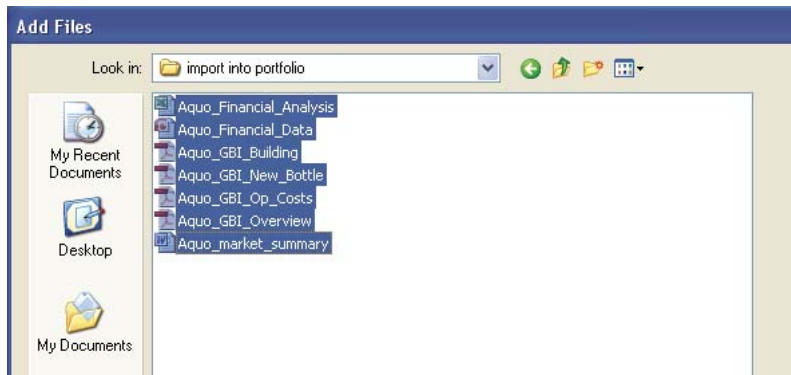 Add Files
Look in:
import into portfolio
My Recent
Documents
Desktop
My Documents
Aquo_Financial_Analysis
Aquo_Financial_Data
Aquo_GBI_Building
Aquo_GBI_New_Bottle
Aquo_GBI_Op_Costs
Aquo_GBI_Overview
Aquo_market_summary